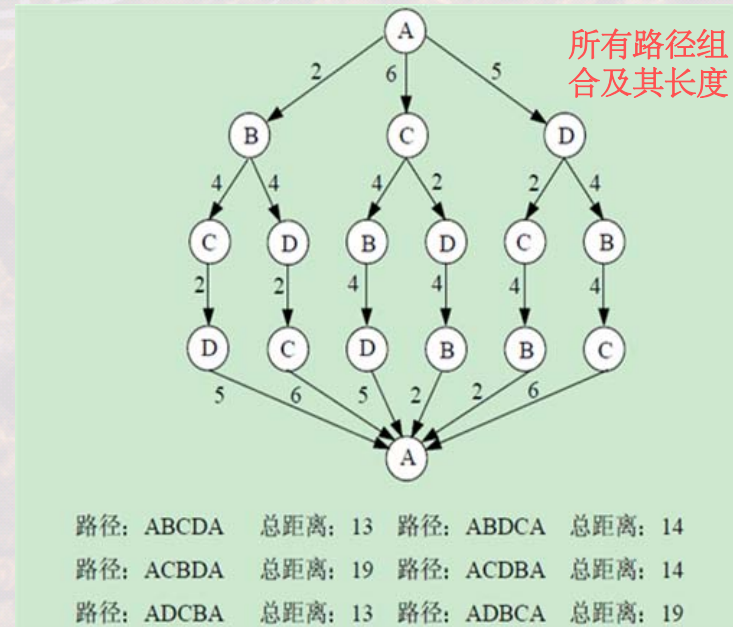 A
所有路径组
合及其长度
2 6 5
B C D
4 4 4 2 2 4
C D B D C B
2 2 4 4 4 4
D C D B B C
5 6 5 2 2 6
A
路径：ABCDA 总距离：13 路径：ABDCA 总距离：14
路径：ACBDA 总距离：19 路径：ACDBA 总距离：14
路径：ADCBA 总距离：13 路径：ADBCA 总距离：19